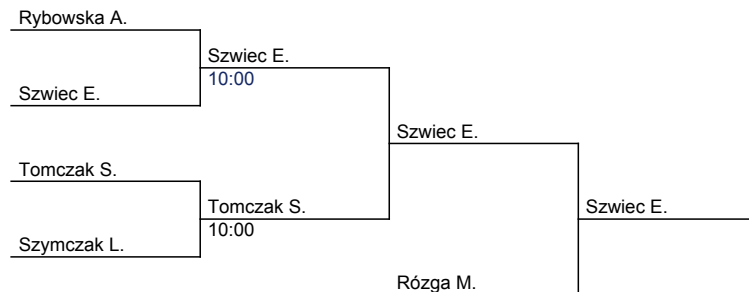 Rybowska A.
Szwiec E.
10:00
Szwiec E.
Szwiec E.
Tomczak S.
Tomczak S.
10:00
Szwiec E.
Szymczak L.
Rózga M.